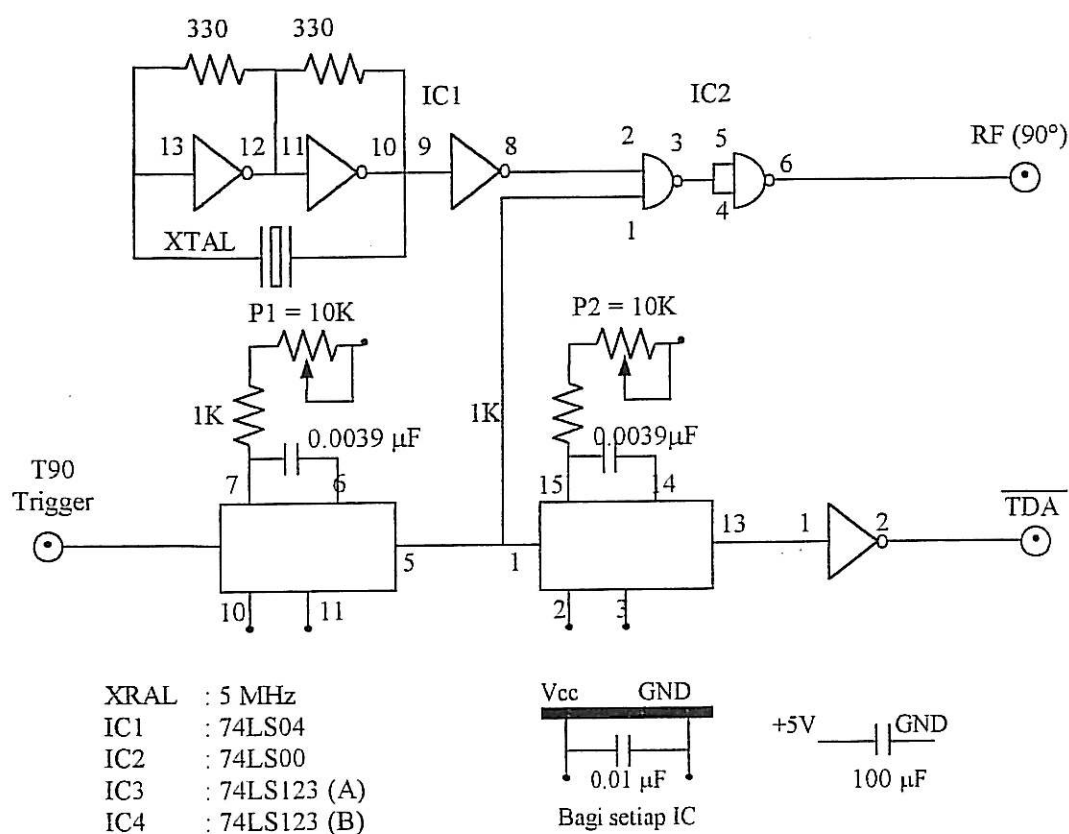 330 330
IC1 IC2
13 12 11 10 9 8 2 3 5 6 RF (90°)
1 4
XTAL
P1 = 10K P2 = 10K
1K 1K
0.0039 µF 0.0039µF
T90
Trigger
7 6 15 14
5 1 13 1 2 TDA
10 11 2 3
XRAL : 5 MHz
IC1 : 74LS04
IC2 : 74LS00
IC3 : 74LS123 (A)
IC4 : 74LS123 (B)
Vcc GND
0.01 µF
Bagi setiap IC
+5V GND
100 µF